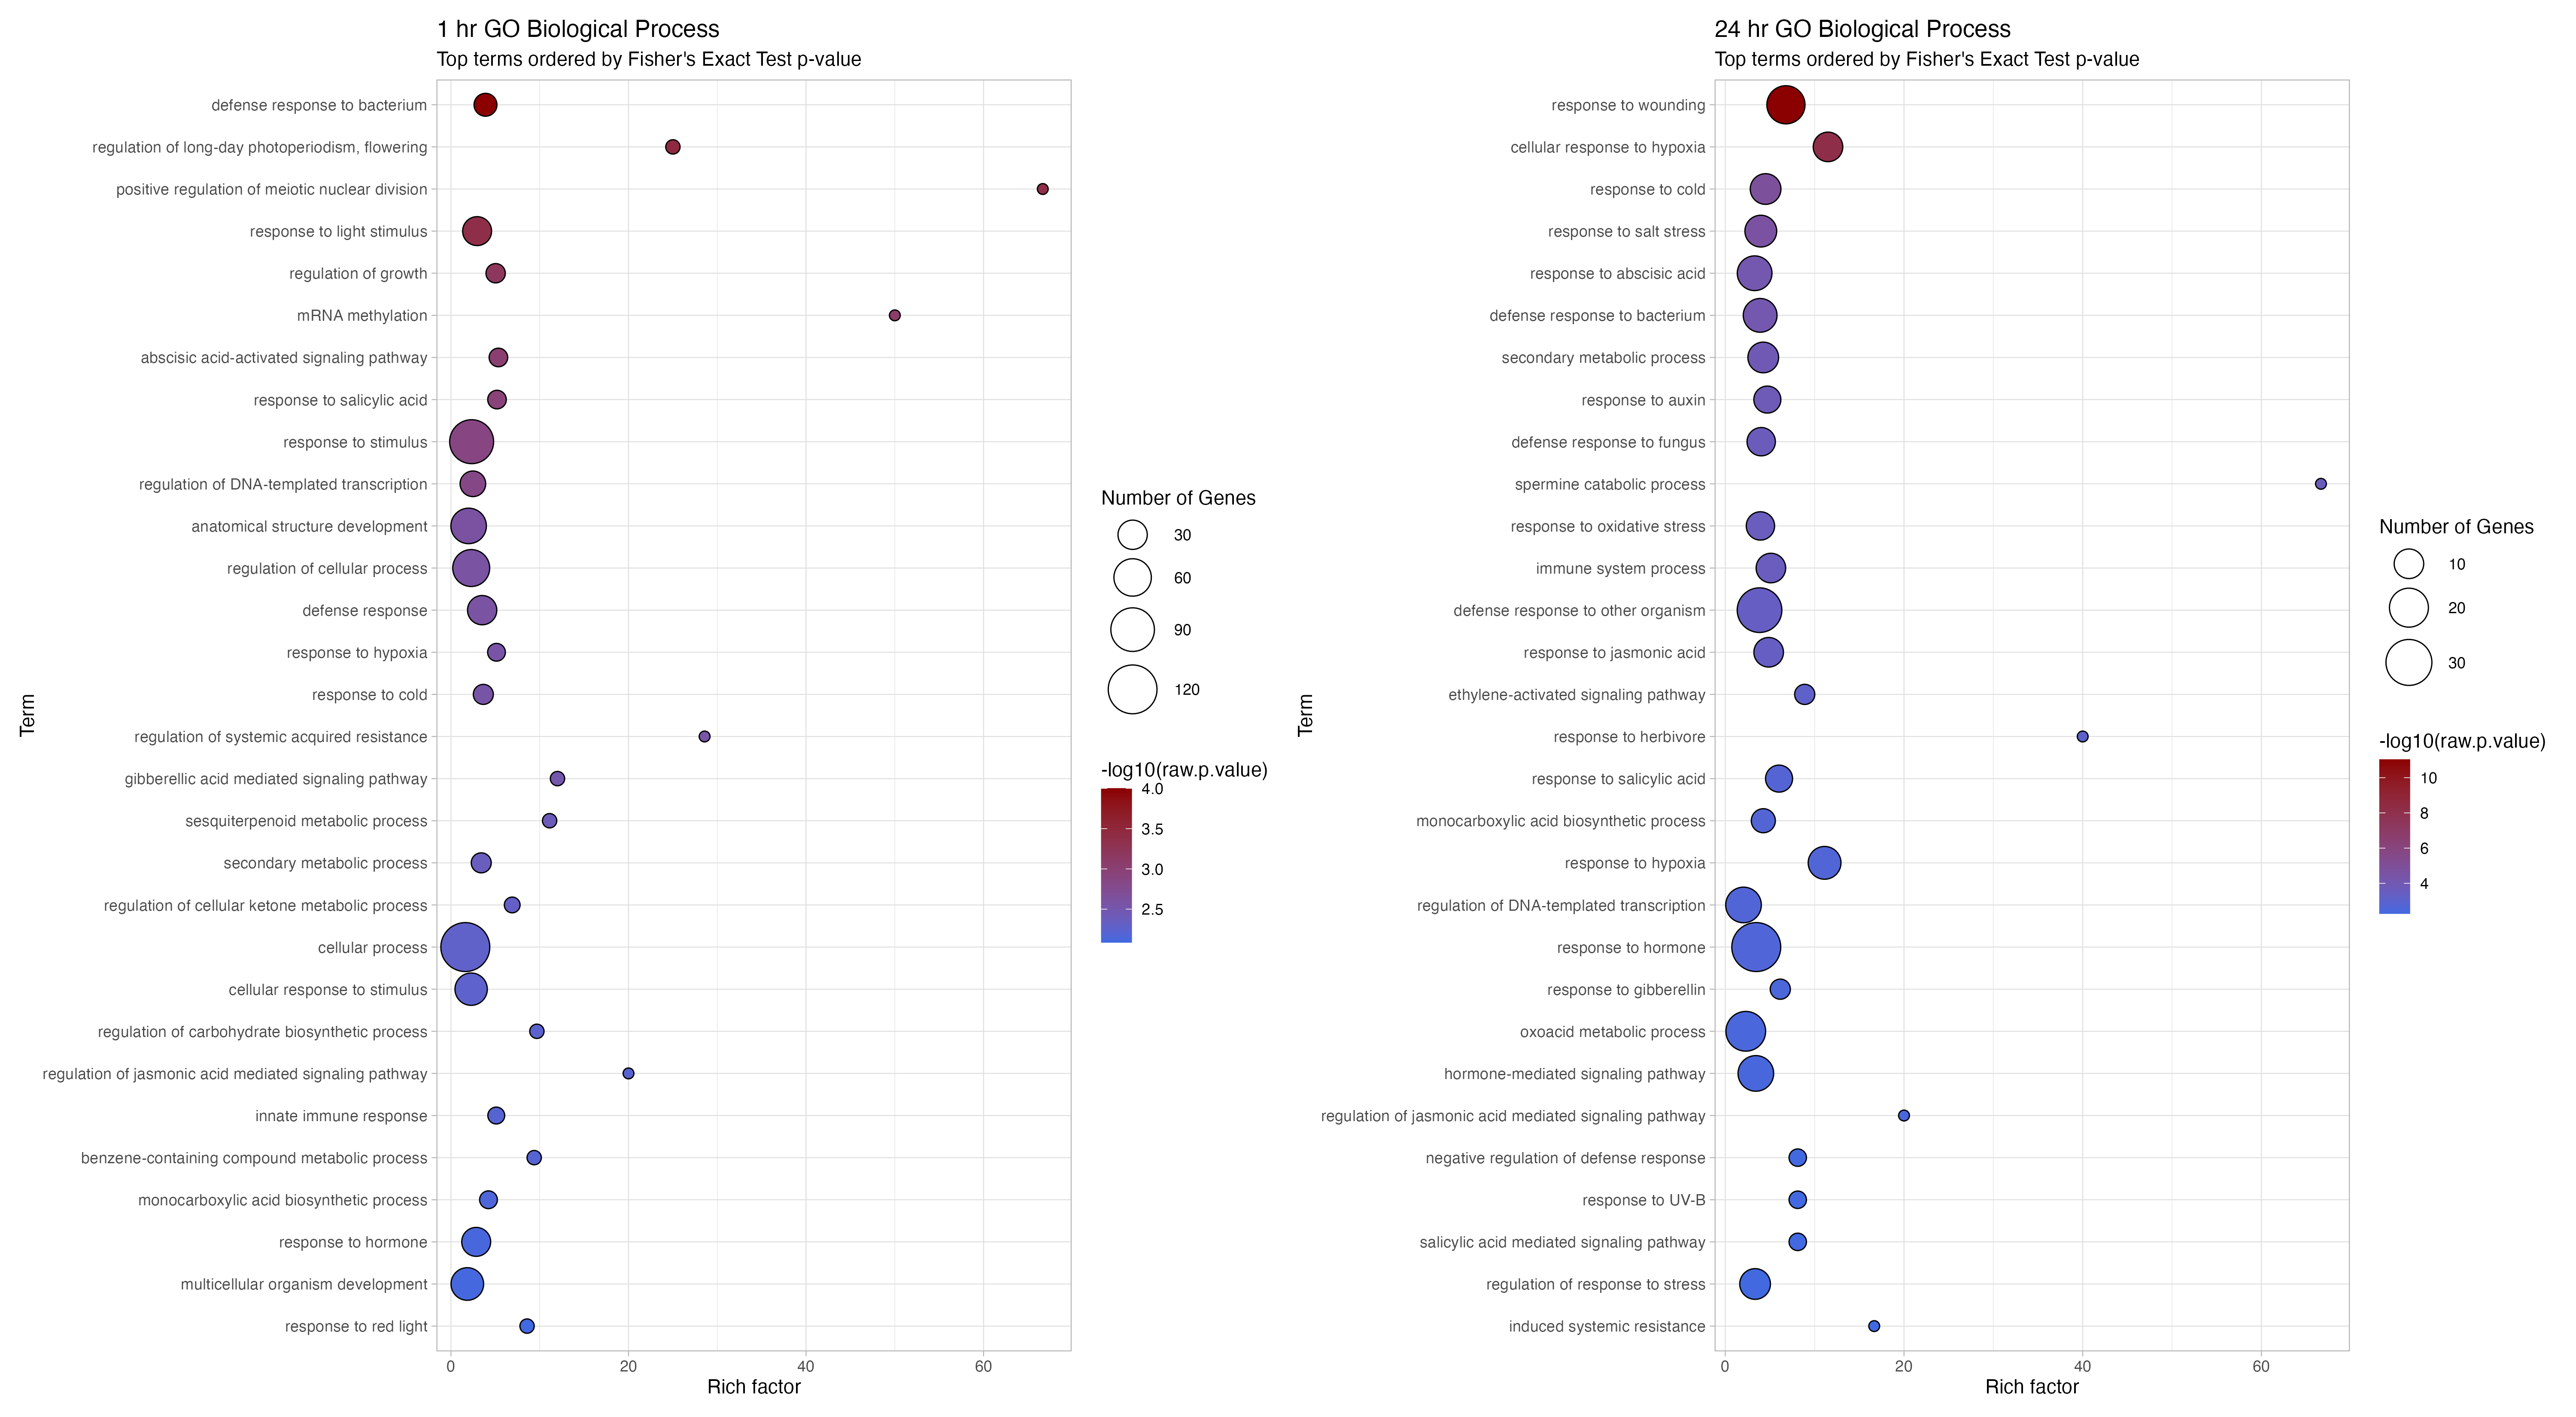 1 hr GO Biological Process
Top terms ordered by Fisher's Exact Test p-value
Term
defense response to bacterium
regulation of long-day photoperiodism, flowering
positive regulation of meiotic nuclear division
response to light stimulus
regulation of growth
mRNA methylation
abscisic acid-activated signaling pathway
response to salicylic acid
response to stimulus
regulation of DNA-templated transcription
anatomical structure development
regulation of cellular process
defense response
response to hypoxia
response to cold
regulation of systemic acquired resistance
gibberellic acid mediated signaling pathway
sesquiterpenoid metabolic process
secondary metabolic process
regulation of cellular ketone metabolic process
cellular process
cellular response to stimulus
regulation of carbohydrate biosynthetic process
regulation of jasmonic acid mediated signaling pathway
innate immune response
benzene-containing compound metabolic process
monocarboxylic acid biosynthetic process
response to hormone
multicellular organism development
response to red light
0 20 40 60
Rich factor
Number of Genes
30
60
90
120
-log10(raw.p.value)
4.0
3.5
3.0
2.5
24 hr GO Biological Process
Top terms ordered by Fisher's Exact Test p-value
Term
response to wounding
cellular response to hypoxia
response to cold
response to salt stress
response to abscisic acid
defense response to bacterium
secondary metabolic process
response to auxin
defense response to fungus
spermine catabolic process
response to oxidative stress
immune system process
defense response to other organism
response to jasmonic acid
ethylene-activated signaling pathway
response to herbivore
response to salicylic acid
monocarboxylic acid biosynthetic process
response to hypoxia
regulation of DNA-templated transcription
response to hormone
response to gibberellin
oxoacid metabolic process
hormone-mediated signaling pathway
regulation of jasmonic acid mediated signaling pathway
negative regulation of defense response
response to UV-B
salicylic acid mediated signaling pathway
regulation of response to stress
induced systemic resistance
0 20 40 60
Rich factor
Number of Genes
10
20
30
-log10(raw.p.value)
10
8
6
4